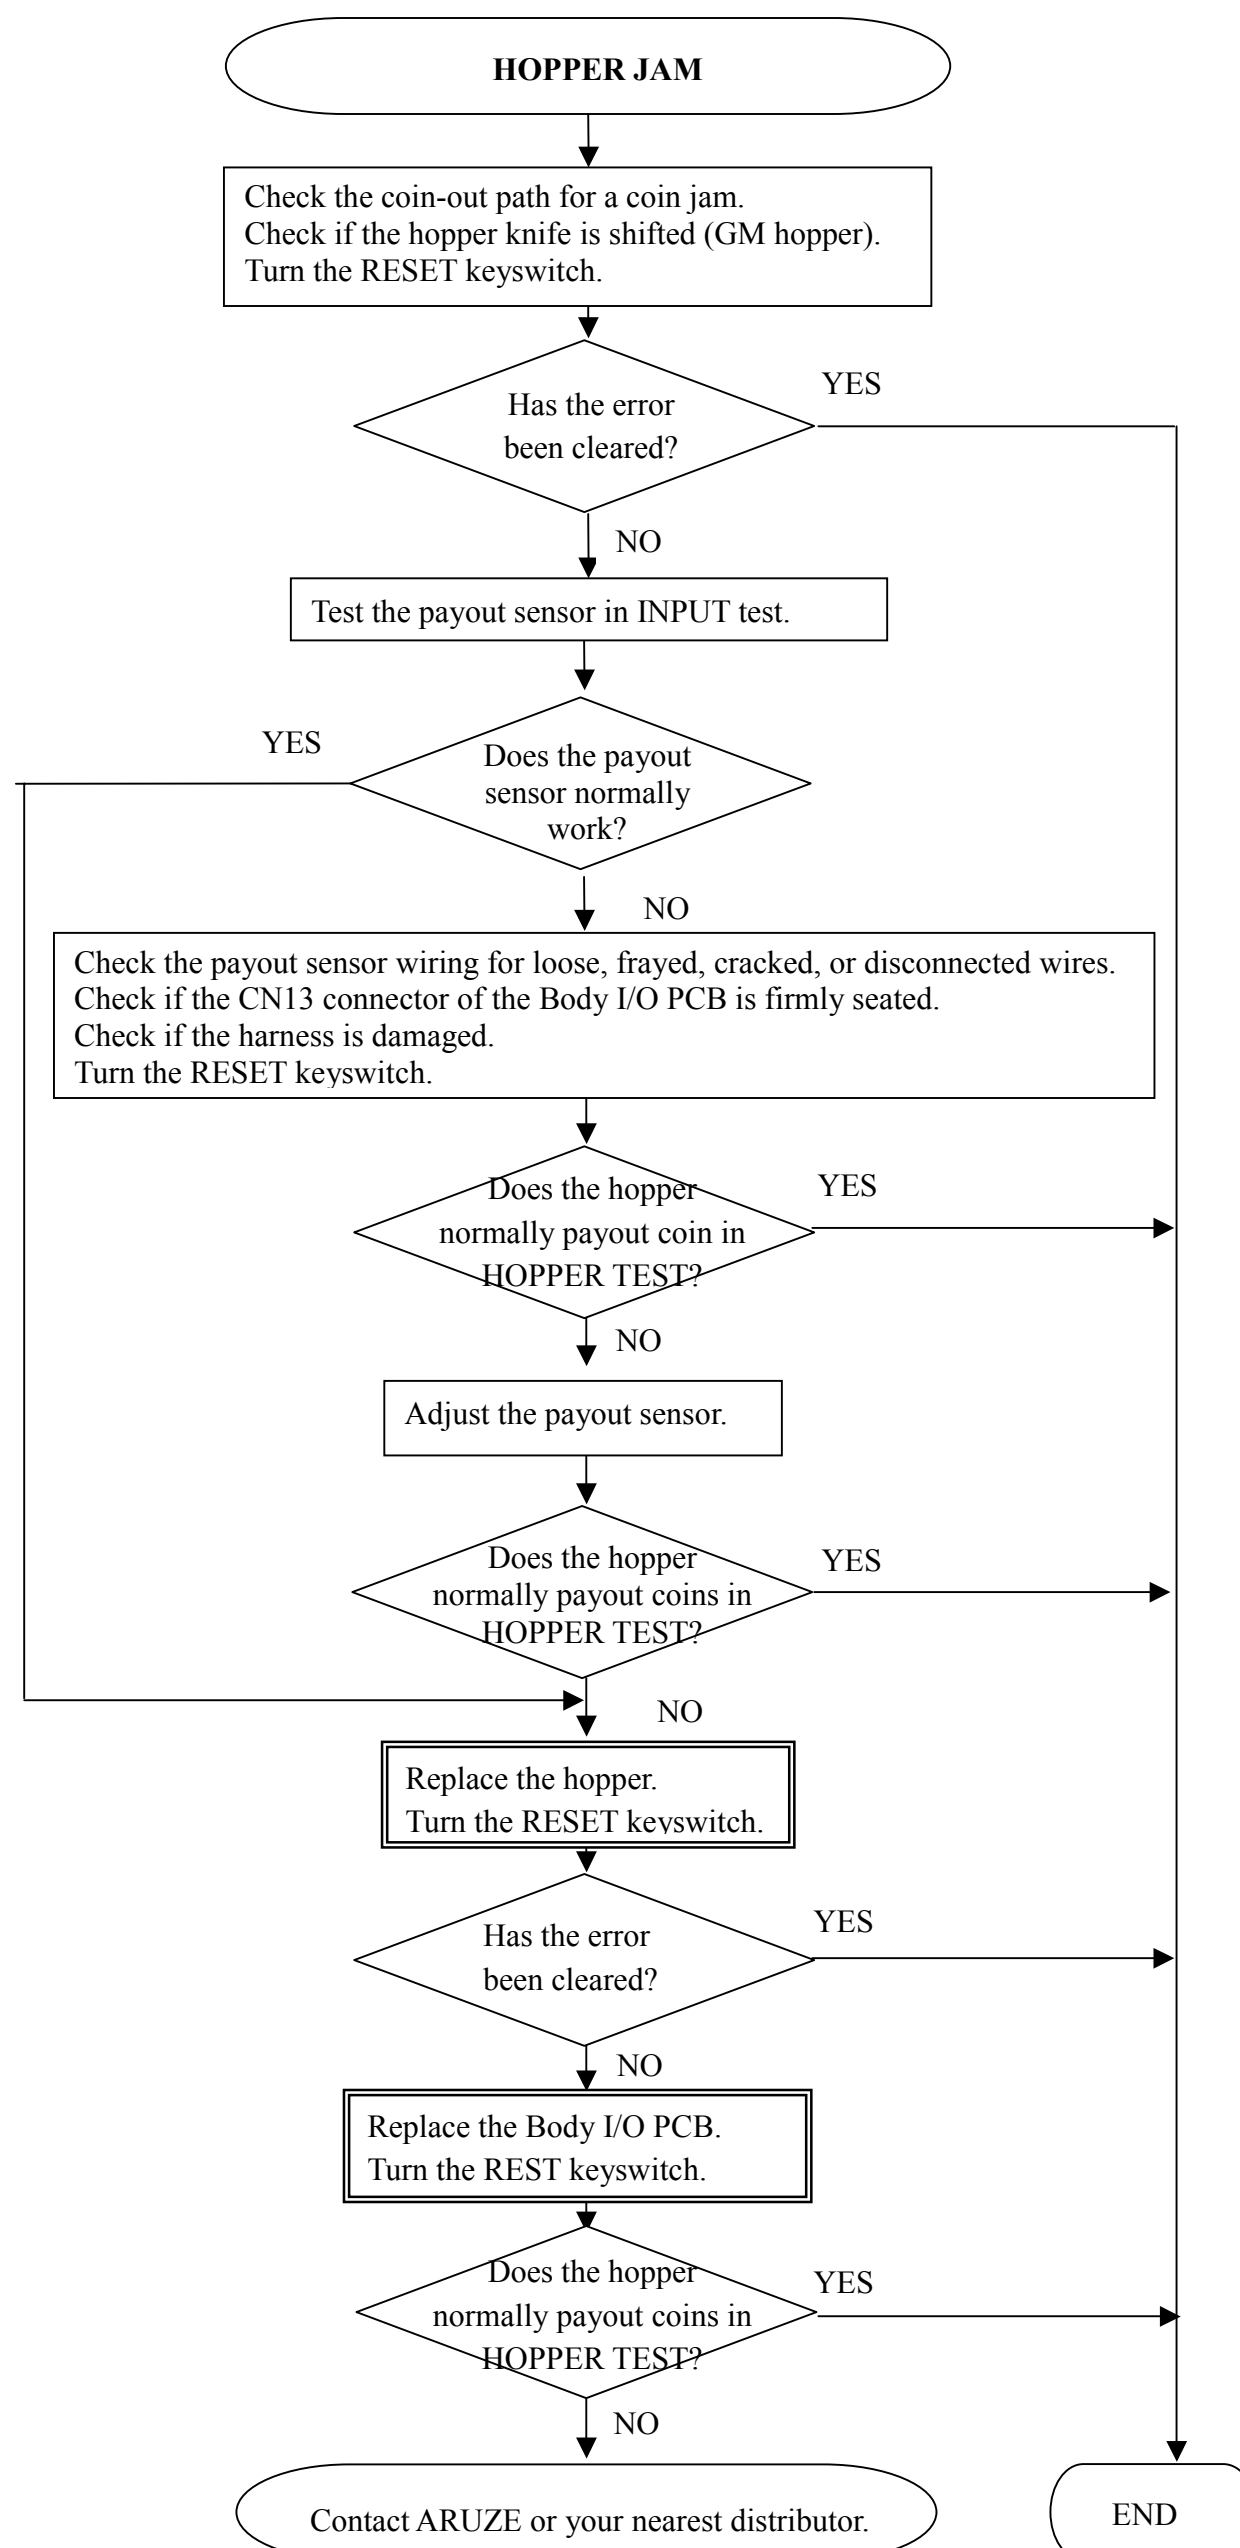 HOPPER JAM
Check the coin-out path for a coin jam.
Check if the hopper knife is shifted (GM hopper).
Turn the RESET keyswitch.
YES
Has the error
been cleared?
NO
Test the payout sensor in INPUT test.
YES
Does the payout
sensor normally
work?
NO
Check the payout sensor wiring for loose, frayed, cracked, or disconnected wires.
Check if the CN13 connector of the Body I/O PCB is firmly seated.
Check if the harness is damaged.
Turn the RESET keyswitch.
YES
Does the hopper
normally payout coin in
HOPPER TEST?
NO
Adjust the payout sensor.
YES
Does the hopper
normally payout coins in
HOPPER TEST?
NO
Replace the hopper.
Turn the RESET keyswitch.
YES
Has the error
been cleared?
NO
Replace the Body I/O PCB.
Turn the REST keyswitch.
YES
Does the hopper
normally payout coins in
HOPPER TEST?
NO
Contact ARUZE or your nearest distributor.
END